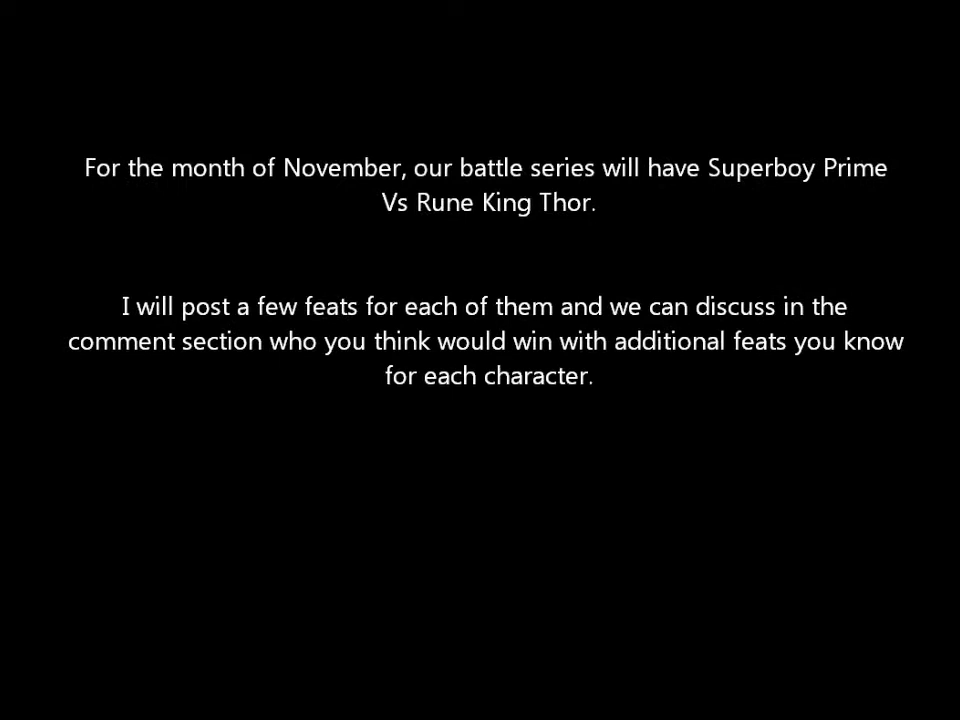 For the month of November, our battle series will have Superboy Prime
Vs Rune King Thor.
I will post a few feats for each of them and we can discuss in the
comment section who you think would win with additional feats you know
for each character.